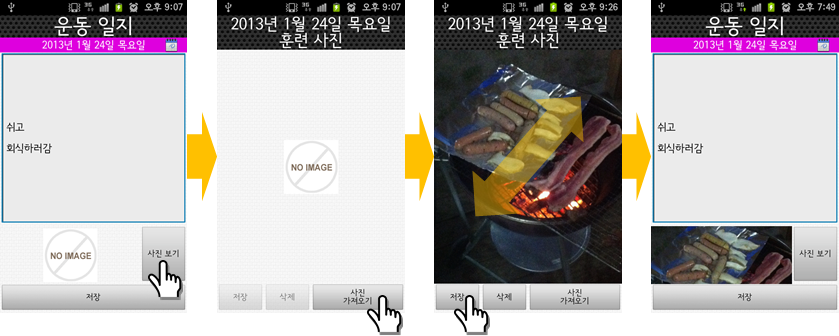 오후 9:07
운동 일지
2013년 1월 24일 목요일
쉬고
회식하러감
NO IMAGE
사진 보기
저장
오후 9:07
2013년 1월 24일 목요일
훈련 사진
NO IMAGE
저장
삭제
사진
가져오기
오후 9:26
2013년 1월 24일 목요일
훈련 사진
저장
삭제
사진
가져오기
오후 7:49
운동 일지
2013년 1월 24일 목요일
쉬고
회식하러감
사진 보기
저장